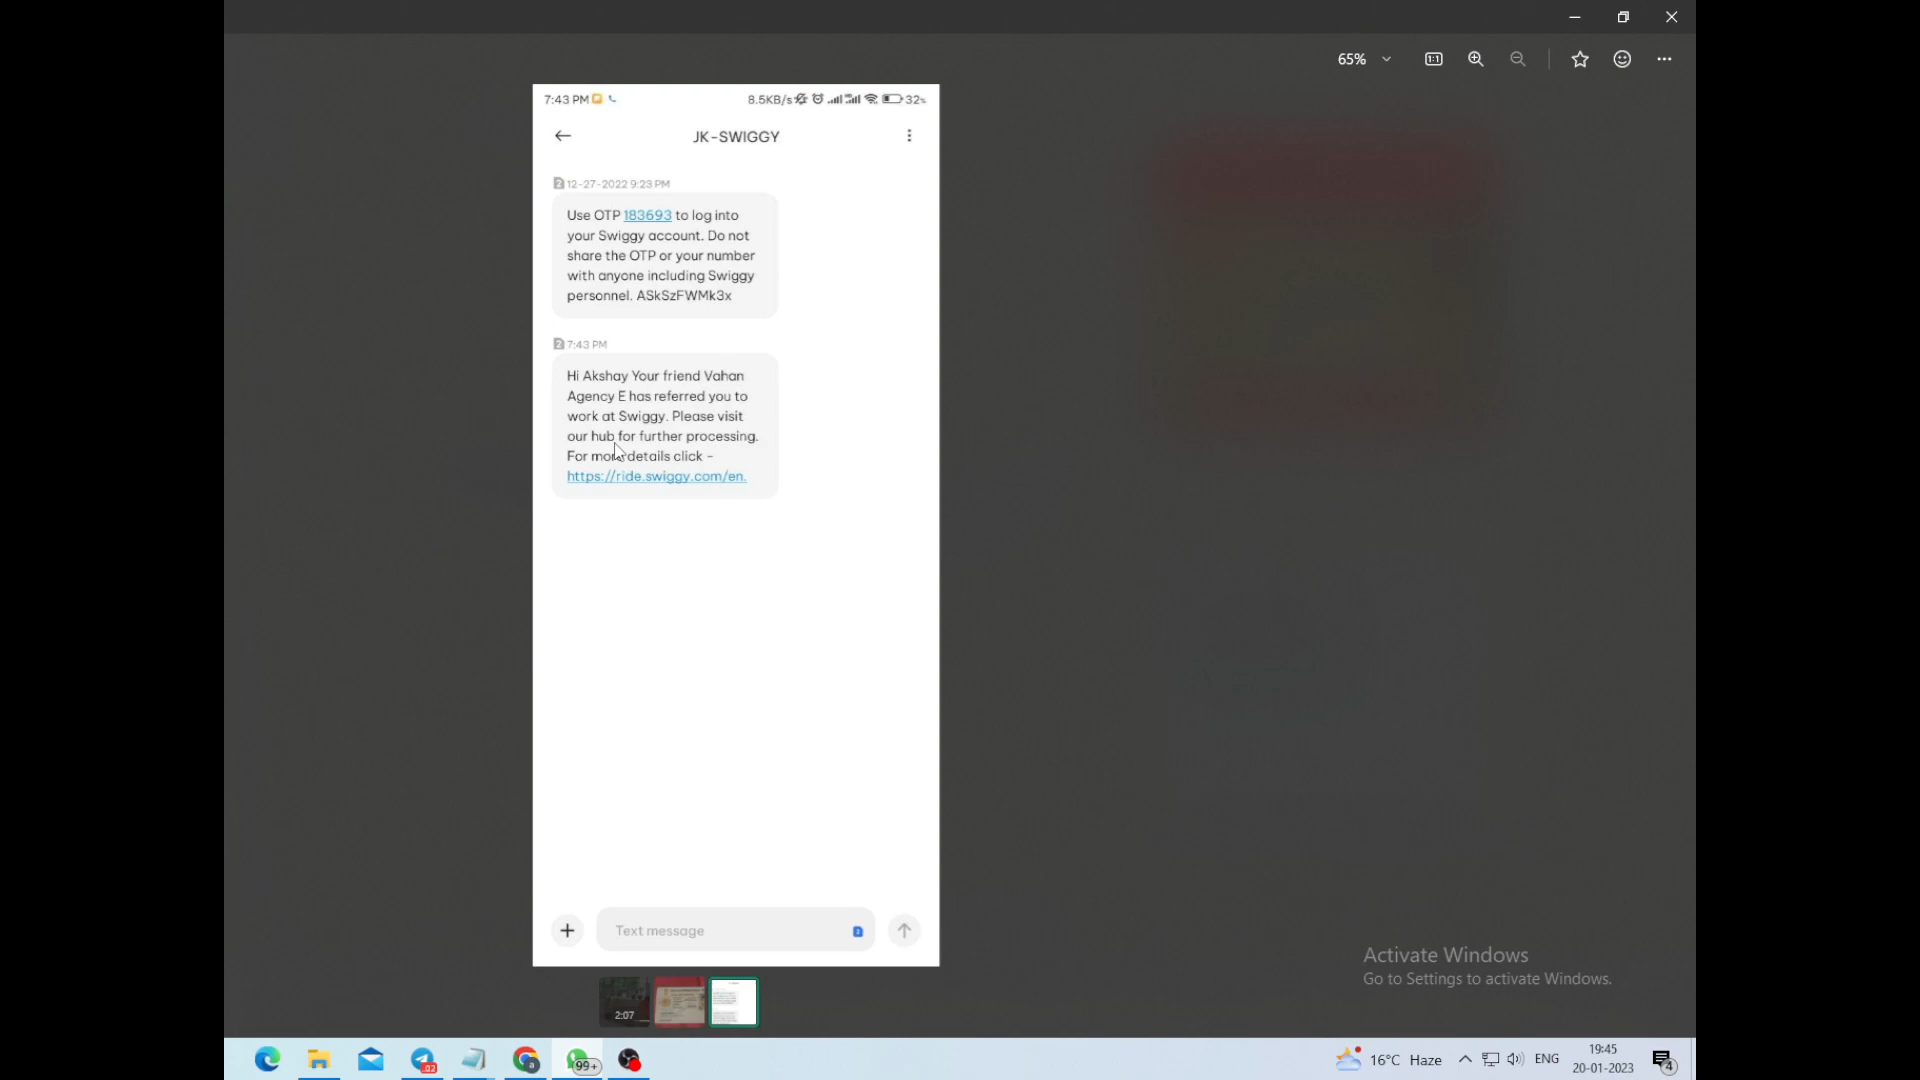 65%
7:43 PM
8.5KB/s
32%
JK-SWIGGY
2 12-27-2022 9:23 PM
Use OTP 183693 to log into
your Swiggy account. Do not
share the OTP or your number
with anyone including Swiggy
personnel. ASkSzFWMk3x
2 7:43 PM
Hi Akshay Your friend Vahan
Agency E has referred you to
work at Swiggy. Please visit
our hub for further processing.
For more details click -
https://ride.swiggy.com/en.
Text message
Activate Windows
Go to Settings to activate Windows.
2:07
99+
16°C Haze
ENG
19:45
20-01-2023
4